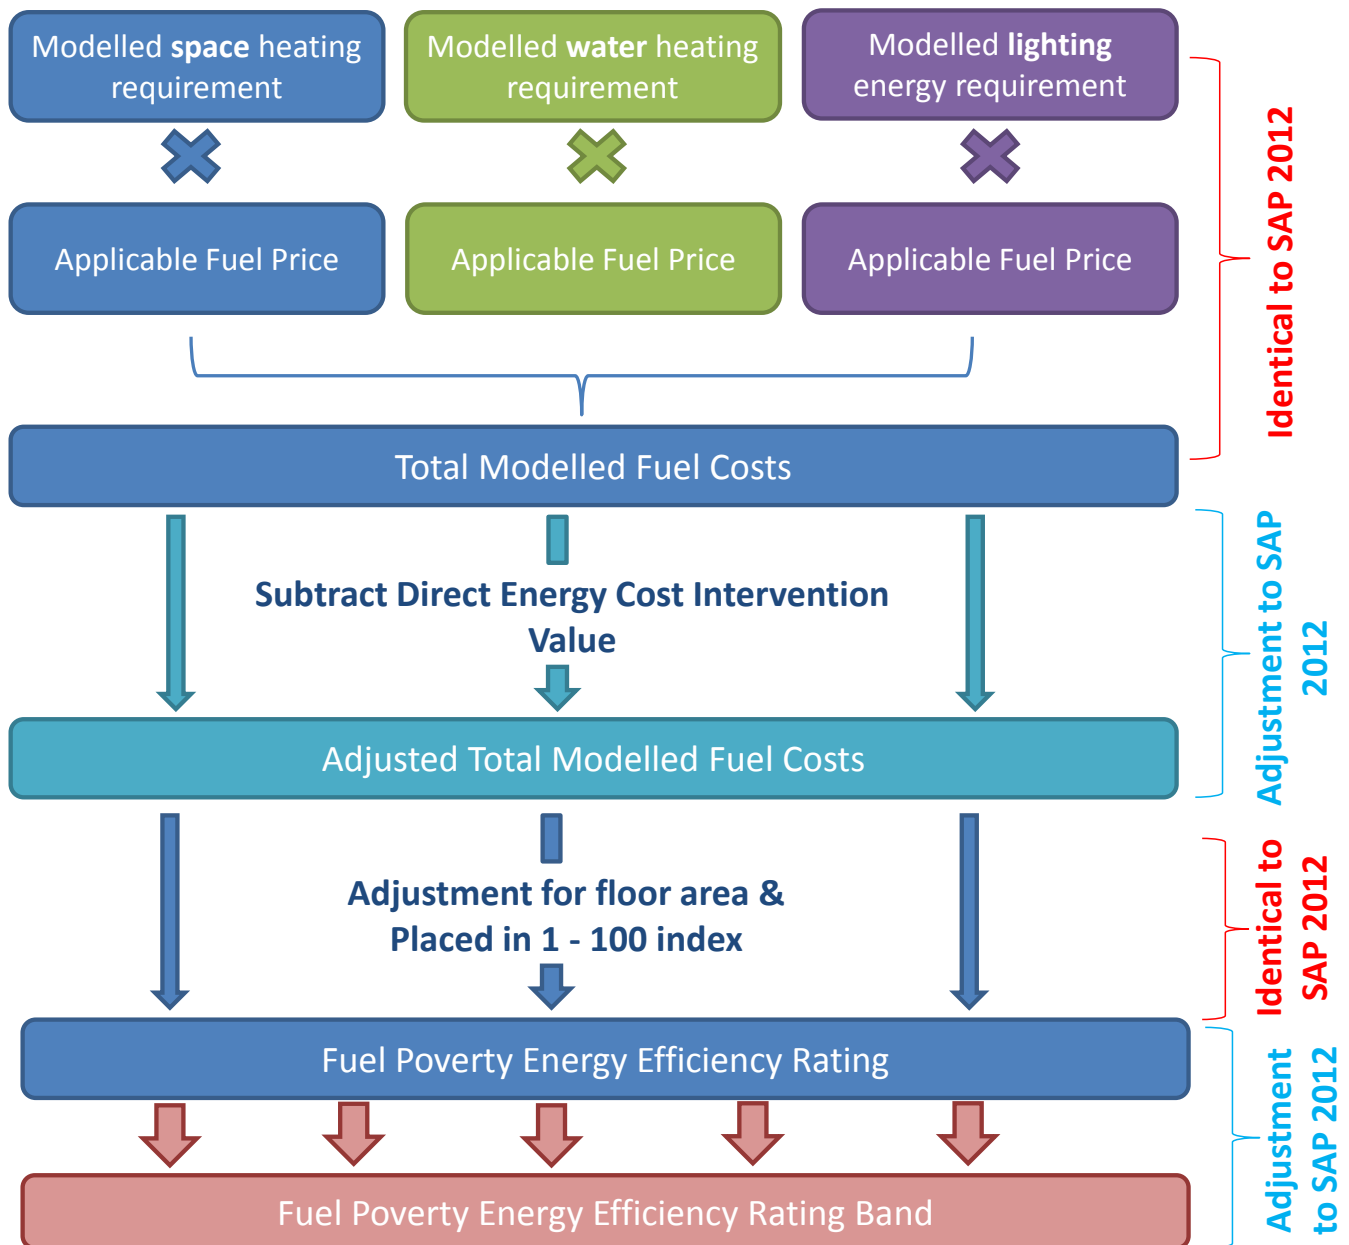 Modelled space heating
requirement
Modelled water heating
requirement
Modelled lighting
energy requirement
Applicable Fuel Price
Applicable Fuel Price
Applicable Fuel Price
Identical to SAP 2012
Total Modelled Fuel Costs
Subtract Direct Energy Cost Intervention
Value
Adjustment to SAP
2012
Adjusted Total Modelled Fuel Costs
Adjustment for floor area &
Placed in 1 - 100 index
Identical to
SAP 2012
Fuel Poverty Energy Efficiency Rating
Adjustment
to SAP 2012
Fuel Poverty Energy Efficiency Rating Band